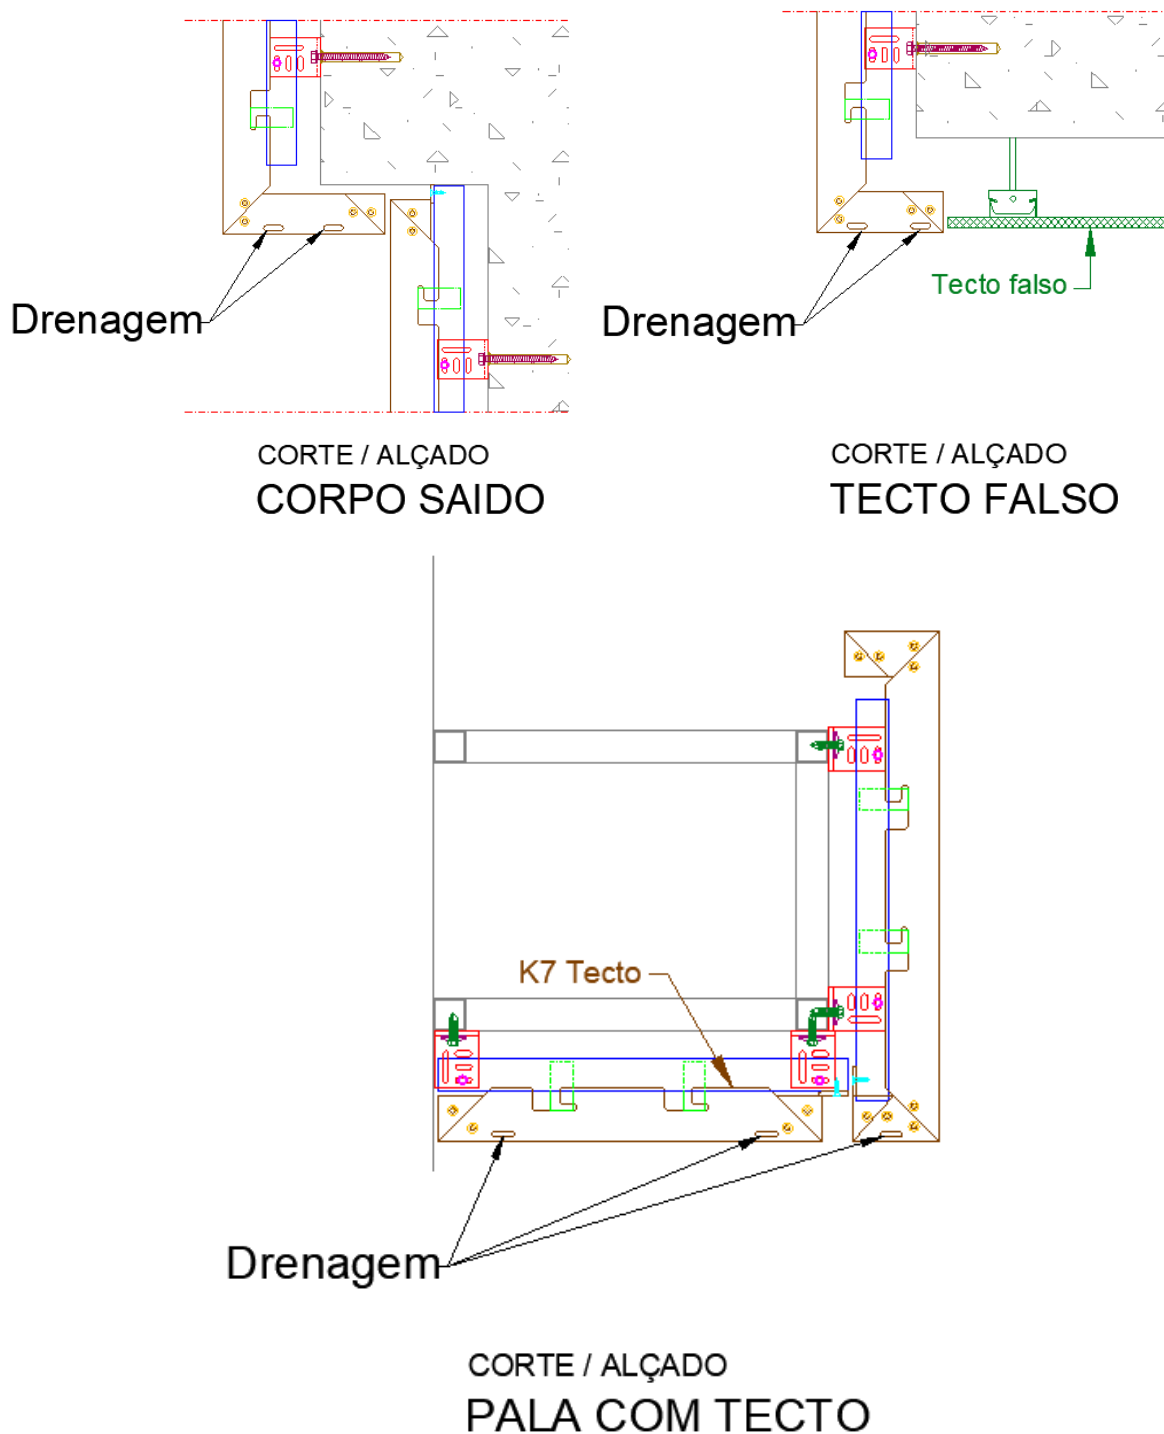 Drenagem
Tecto falso
Drenagem
CORTE / ALÇADO
CORPO SAIDO
CORTE / ALÇADO
TECTO FALSO
K7 Tecto
Drenagem
CORTE / ALÇADO
PALA COM TECTO